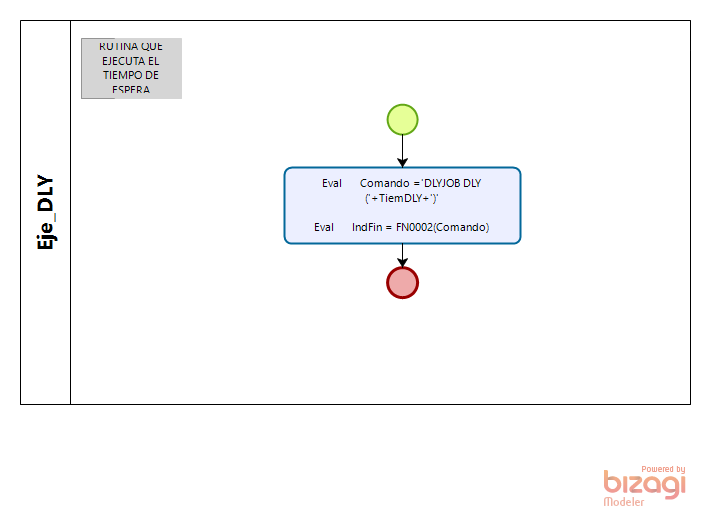 RUTINA QUE
EJECUTA EL
TIEMPO DE
ESPERA
Eje_DLY
Eval Comando ='DLYJOB DLY
('+TiemDLY+')'
Eval IndFin = FN0002(Comando)
Powered by
bizagi
Modeler